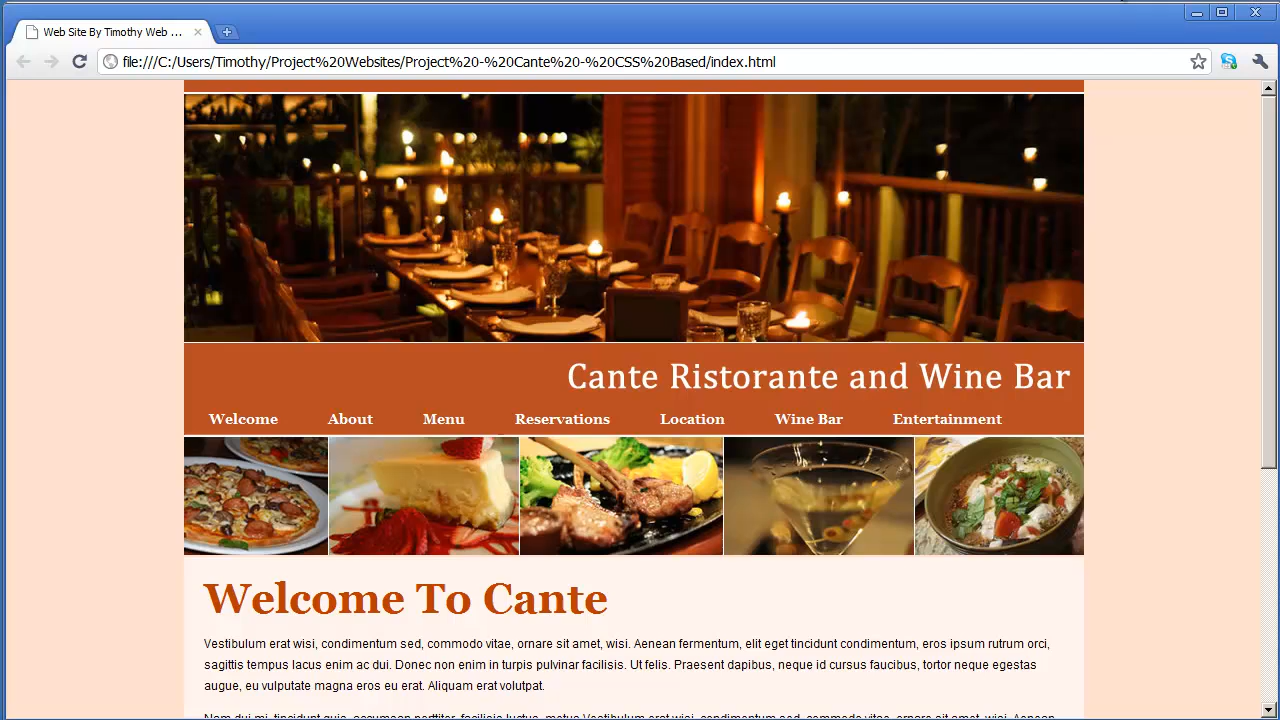 Web Site By Timothy Web ...
file:///C:/Users/Timothy/Project%20Websites/Project%20-%20Cante%20-%20CSS%20Based/index.html
Cante Ristorante and Wine Bar
Welcome About Menu Reservations Location Wine Bar Entertainment
Welcome To Cante
Vestibulum erat wisi, condimentum sed, commodo vitae, ornare sit amet, wisi. Aenean fermentum, elit eget tincidunt condimentum, eros ipsum rutrum orci,
sagittis tempus lacus enim ac dui. Donec non enim in turpis pulvinar facilisis. Ut felis. Praesent dapibus, neque id cursus faucibus, tortor neque egestas
augue, eu vulputate magna eros eu erat. Aliquam erat volutpat.